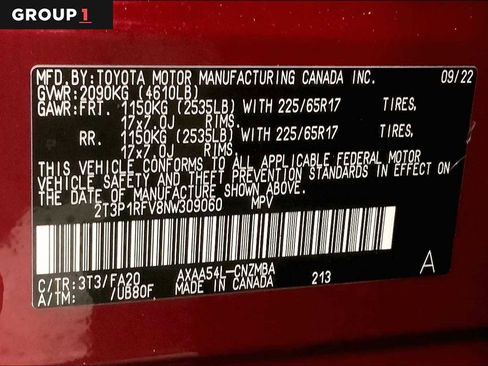 GROUP 1
MFD.BY:TOYOTA MOTOR MANUFACTURING CANADA INC. 09/22
GVWR:2090KG (4610LB)
GAWR:FRT. 1150KG (2535LB) WITH 225/65R17 TIRES,
17x7.0J RIMS.
RR. 1150KG (2535LB) WITH 225/65R17 TIRES,
17x7.0J RIMS.
THIS VEHICLE CONFORMS TO ALL APPLICABLE FEDERAL MOTOR
VEHICLE SAFETY AND THEFT PREVENTION STANDARDS IN EFFECT ON
THE DATE OF MANUFACTURE SHOWN ABOVE.
2T3P1RFV8NW309060 MPV
C/TR:3T3/FA20 AXAA54L-CNZMBA 213 A
A/TM: /UB80F MADE IN CANADA